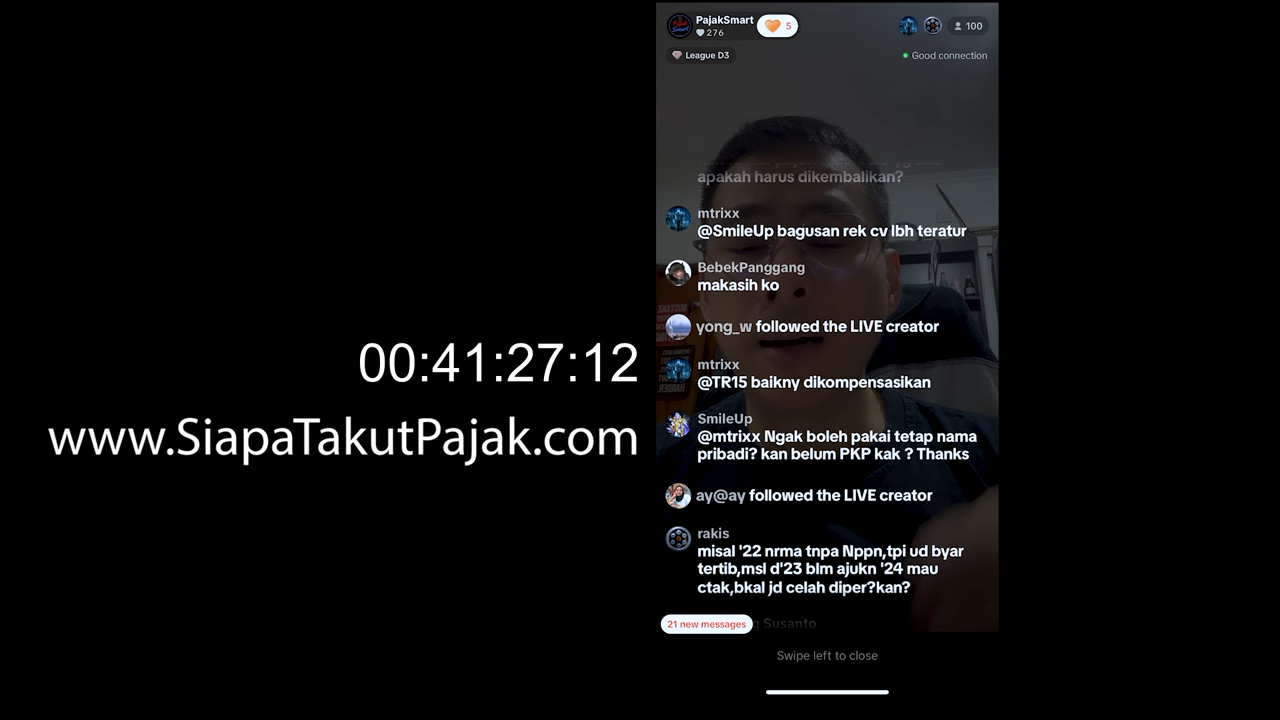 PajakSmart
276
5
100
League D3
Good connection
apakah harus dikembalikan?
mtrixx
@SmileUp bagusan rek cv lbh teratur
BebekPanggang
makasih ko
yong_w followed the LIVE creator
mtrixx
@TR15 baikny dikompensasikan
SmileUp
@mtrixx Ngak boleh pakai tetap nama
pribadi? kan belum PKP kak ? Thanks
ay@ay followed the LIVE creator
rakis
misal '22 nrma tnpa Nppn,tpi ud byar
tertib,msl d'23 blm ajukn '24 mau
ctak,bkal jd celah diper?kan?
21 new messages
Susanto
Swipe left to close
00:41:27:12
www.SiapaTakutPajak.com